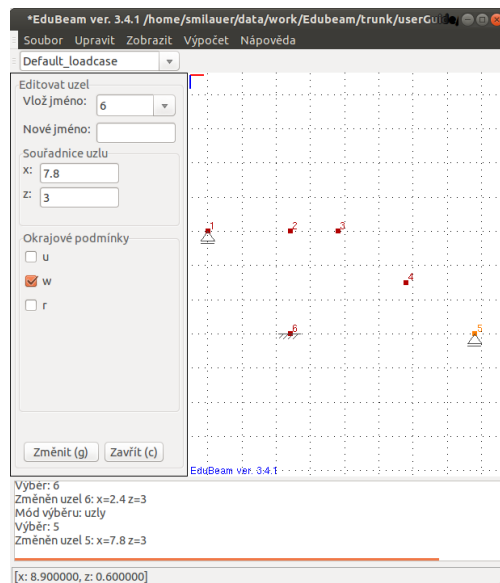 *EduBeam ver. 3.4.1 /home/smilauer/data/work/Edubeam/trunk/userGu
Soubor Upravit Zobrazit Výpočet Nápověda
Default_loadcase
Editovat uzel
Vlož jméno: 6
Nové jméno:
Souřadnice uzlu
x: 7.8
z: 3
Okrajové podmínky
u
w
r
Změnit (g) Zavřít (c)
1
2
3
4
6
5
EduBeam ver. 3.4.1
Výběr: 6
Změněn uzel 6: x=2.4 z=3
Mód výběru: uzly
Výběr: 5
Změněn uzel 5: x=7.8 z=3
[x: 8.900000, z: 0.600000]